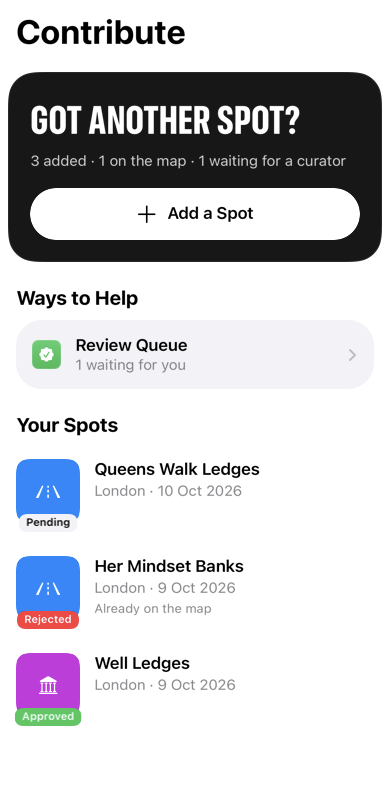 Contribute
GOT ANOTHER SPOT?
3 added · 1 on the map · 1 waiting for a curator
Add a Spot
Ways to Help
Review Queue
1 waiting for you
Your Spots
Queens Walk Ledges
London · 10 Oct 2026
Pending
Her Mindset Banks
London · 9 Oct 2026
Already on the map
Rejected
Well Ledges
London · 9 Oct 2026
Approved